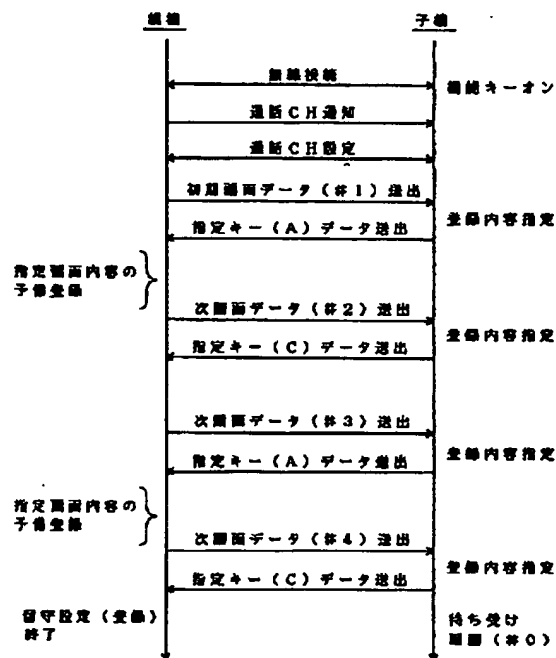 親機
子機
無線接続
機能キーオン
通話CH通知
通話CH設定
初期画面データ(#1)送出
登録内容指定
指定キー(A)データ送出
指定画面内容の
予備登録
次画面データ(#2)送出
登録内容指定
指定キー(C)データ送出
次画面データ(#3)送出
登録内容指定
指定キー(A)データ送出
指定画面内容の
予備登録
次画面データ(#4)送出
登録内容指定
指定キー(C)データ送出
留守設定(登録)
終了
待ち受け
画面(#0)